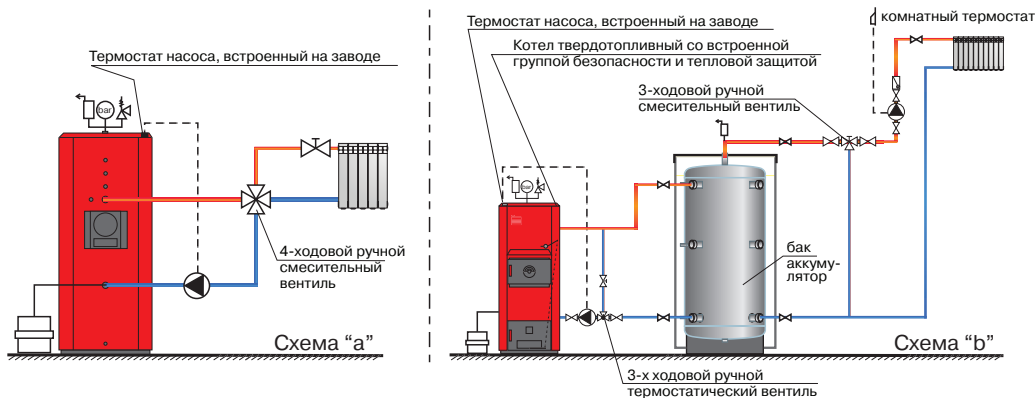 Термостат насоса, встроенный на заводе
bar
4-ходовой ручной
смесительный
вентиль
Схема “a”
Термостат насоса, встроенный на заводе
Котел твердотопливный со встроенной
группой безопасности и тепловой защитой
комнатный термостат
3-ходовой ручной
смесительный вентиль
bar
бак
аккуму-
лятор
Схема “b”
3-х ходовой ручной
термостатический вентиль